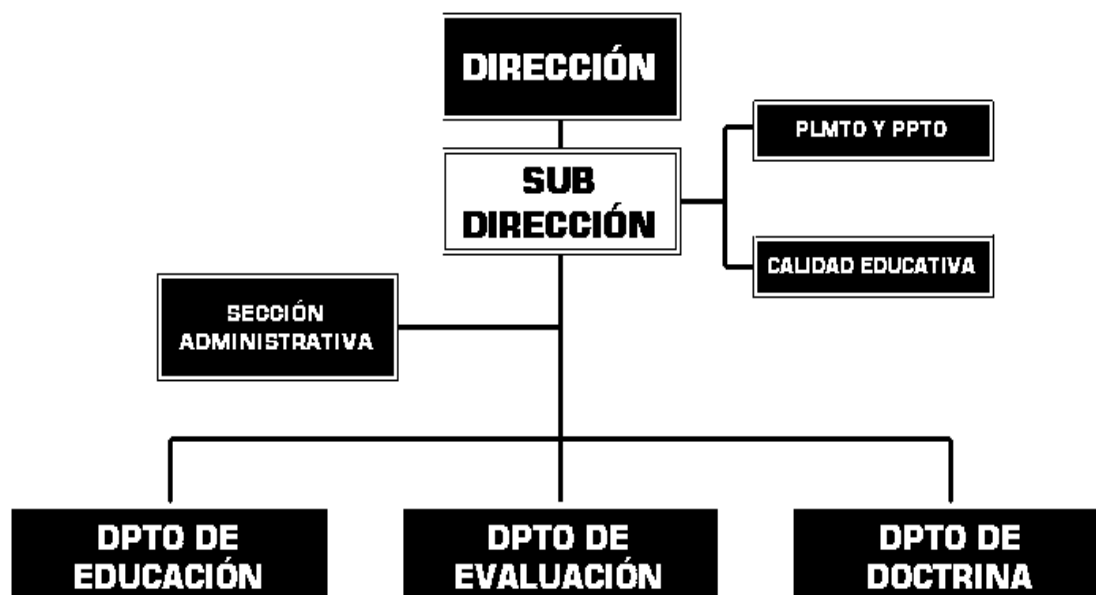 DIRECCIÓN
PLMTO Y PPTO
SUB
DIRECCIÓN
CALIDAD EDUCATIVA
SECCIÓN
ADMINISTRATIVA
DPTO DE
EDUCACIÓN
DPTO DE
EVALUACIÓN
DPTO DE
DOCTRINA